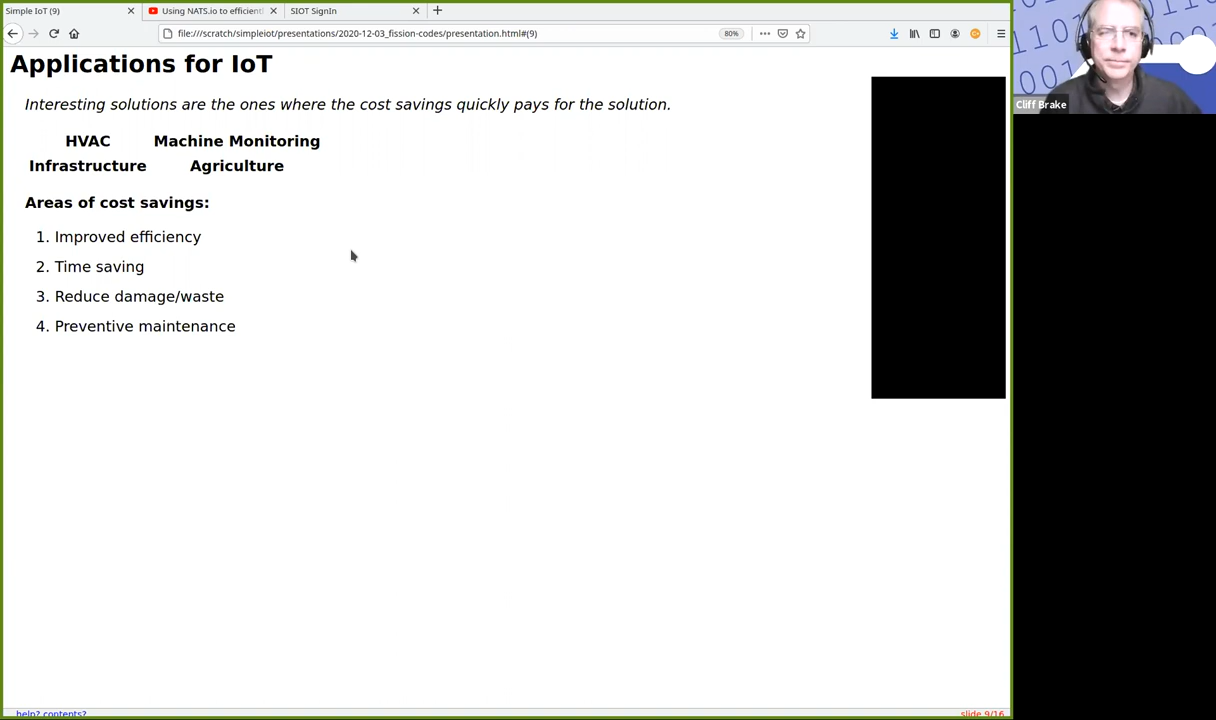 Simple IoT (9)
Using NATS.io to efficient
SIOT SignIn
file:///scratch/simpleiot/presentations/2020-12-03_fission-codes/presentation.html#(9)
80%
Applications for IoT
Interesting solutions are the ones where the cost savings quickly pays for the solution.
HVAC Machine Monitoring
Infrastructure Agriculture
Areas of cost savings:
1. Improved efficiency
2. Time saving
3. Reduce damage/waste
4. Preventive maintenance
help? contents?
slide 9/16
Cliff Brake